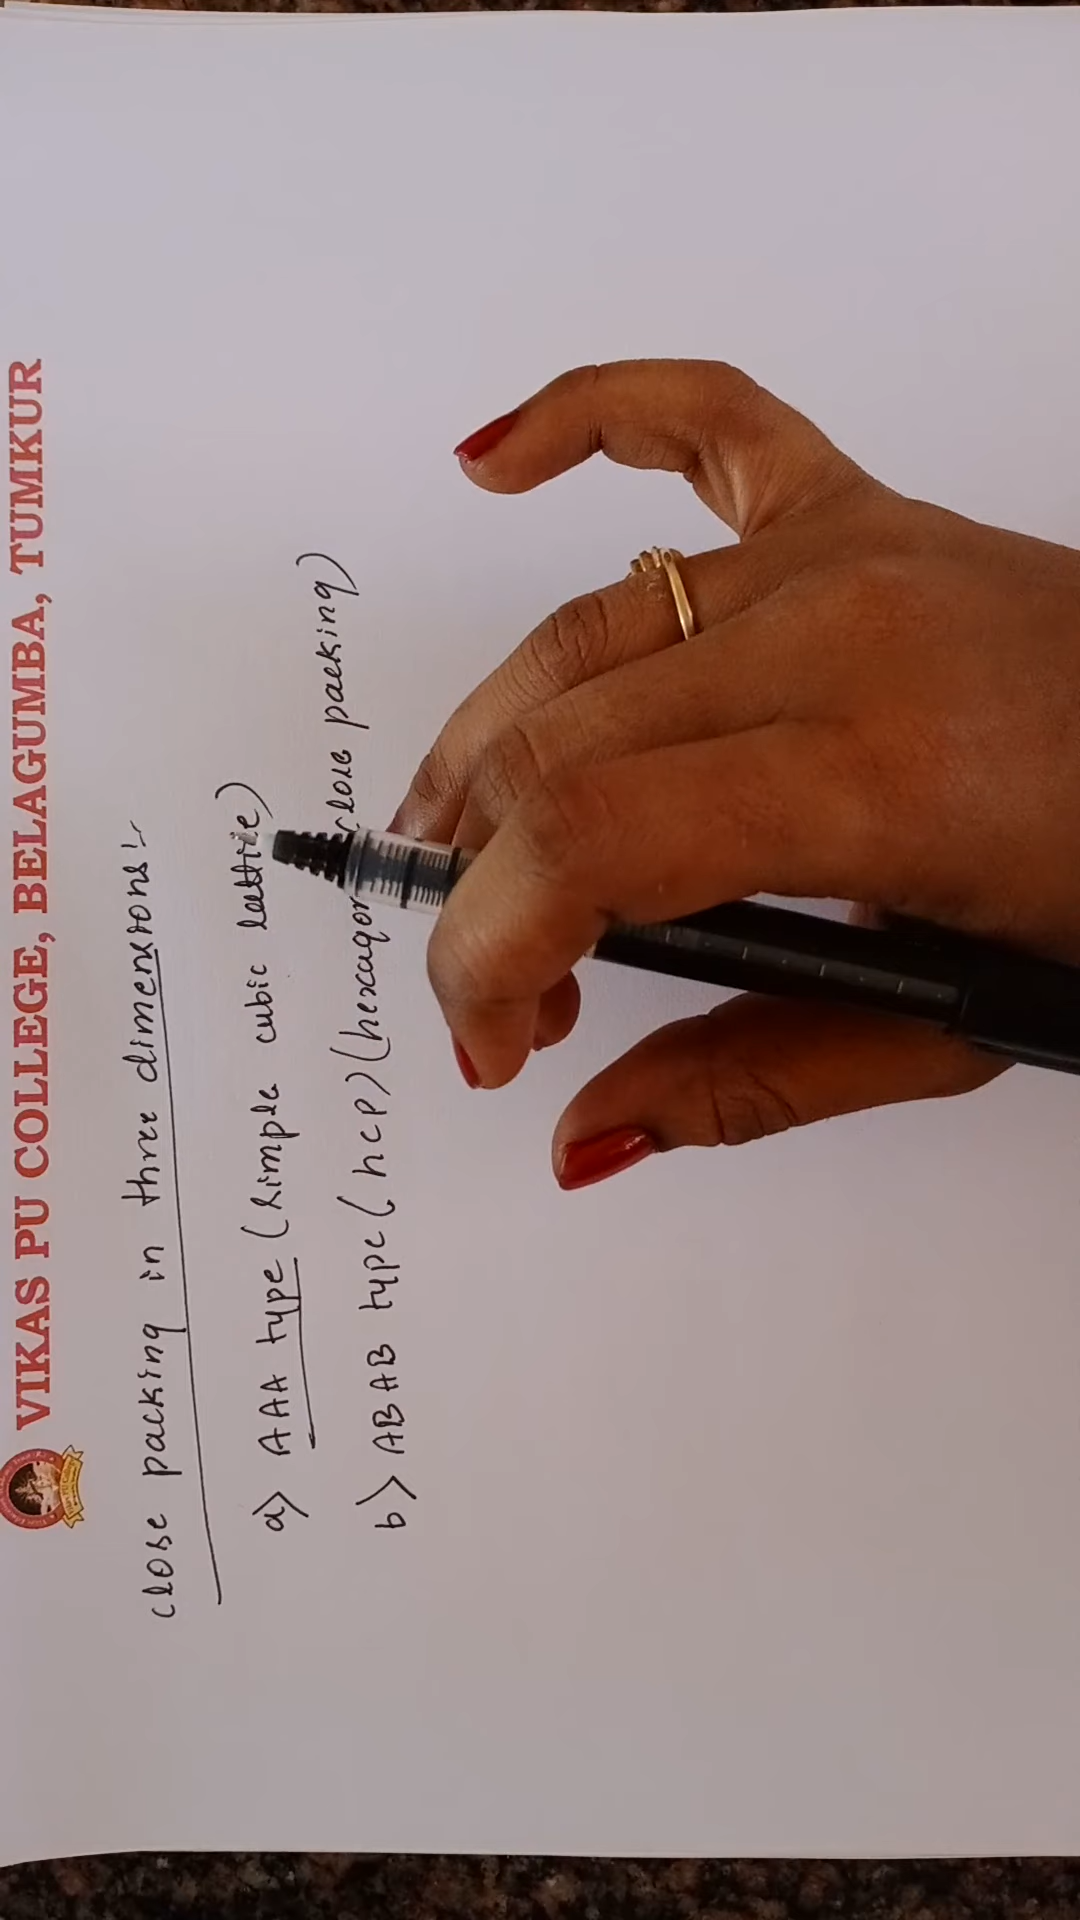 VIKAS PU COLLEGE, BELAGUMBA, TUMKUR
close packing in three dimensions:-
a) AAA type (simple cubic lattice)
b) ABAB type (hcp) (hexagon close packing)